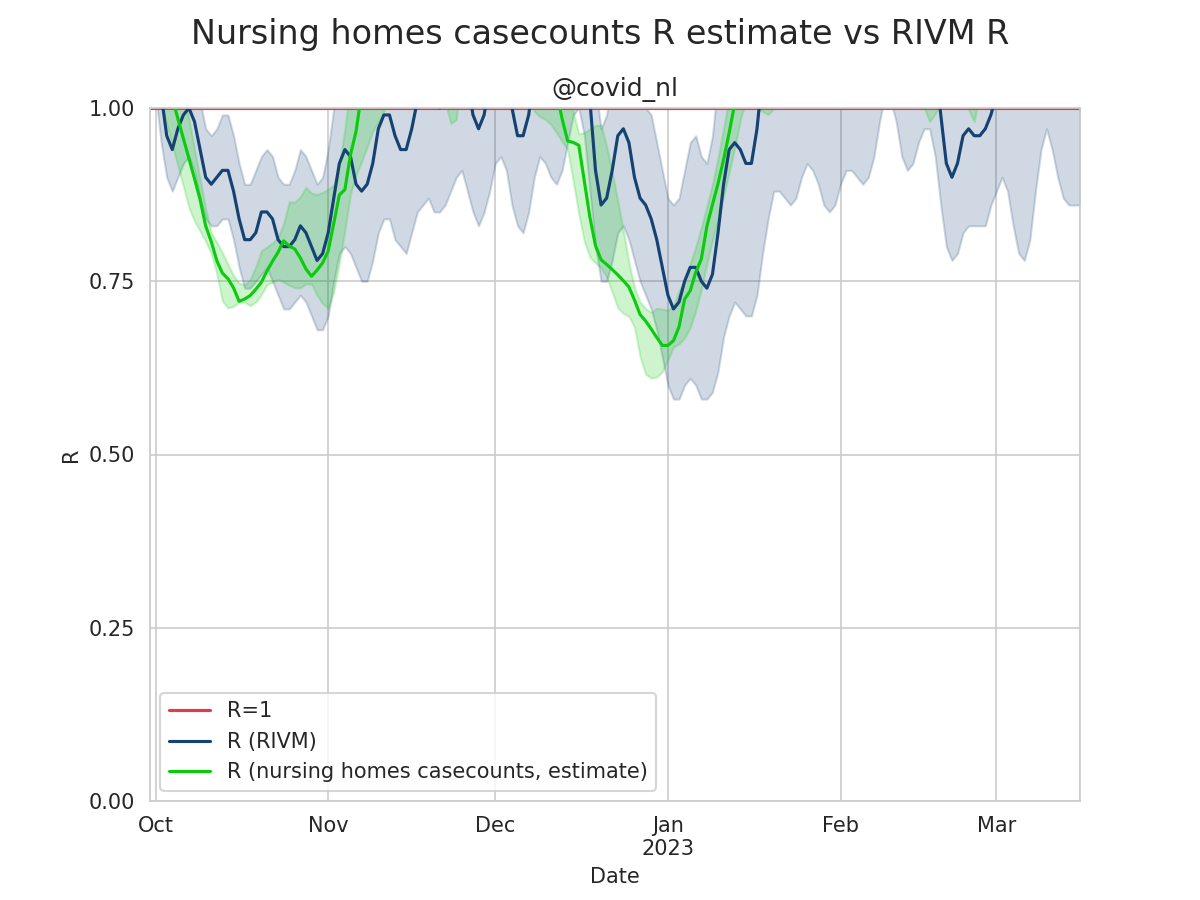 Nursing homes casecounts R estimate vs RIVM R
@covid_nl
1.00
0.75
0.50
0.25
0.00
R
R=1
R (RIVM)
R (nursing homes casecounts, estimate)
Oct Nov Dec Jan Feb Mar
2023
Date